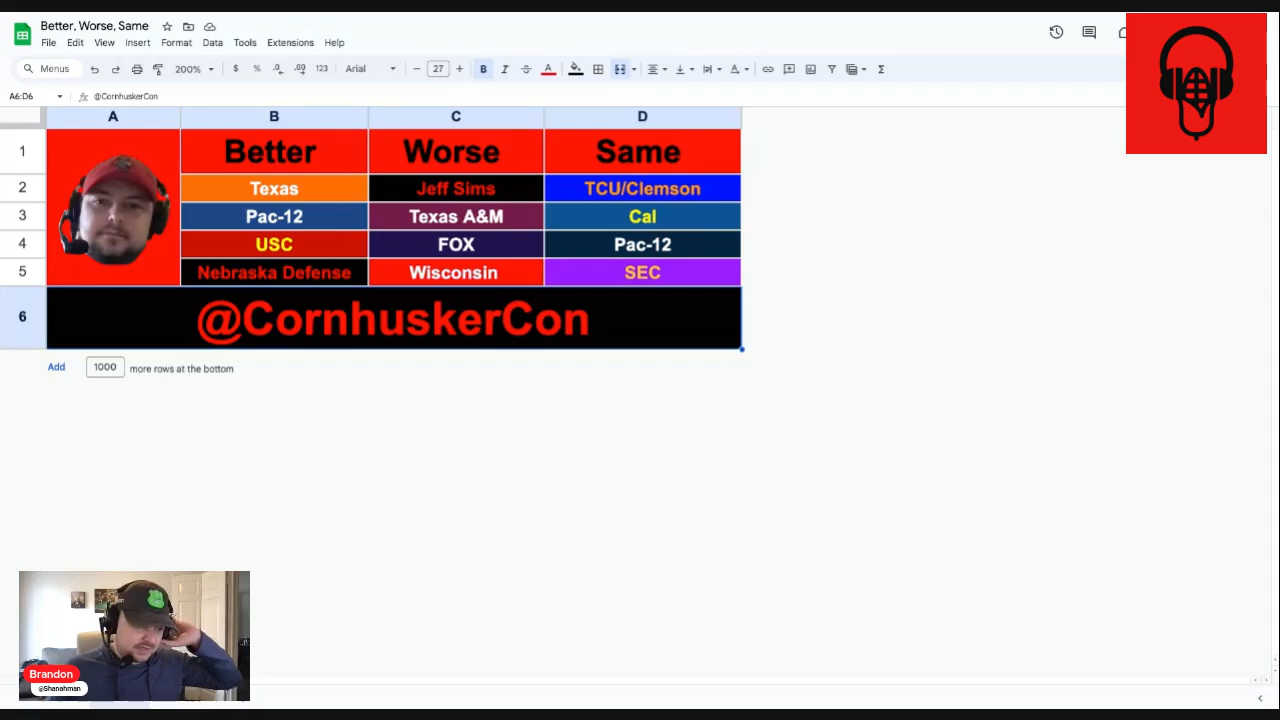 Better, Worse, Same
File Edit View Insert Format Data Tools Extensions Help
Menus 200% $ % .0 .00 123 Arial − 27 + B I A Σ
A6:D6 fx @CornhuskerCon
A B C D
1 Better Worse Same
2 Texas Jeff Sims TCU/Clemson
3 Pac-12 Texas A&M Cal
4 USC FOX Pac-12
5 Nebraska Defense Wisconsin SEC
6 @CornhuskerCon
Add 1000 more rows at the bottom
Brandon
@Shanahman